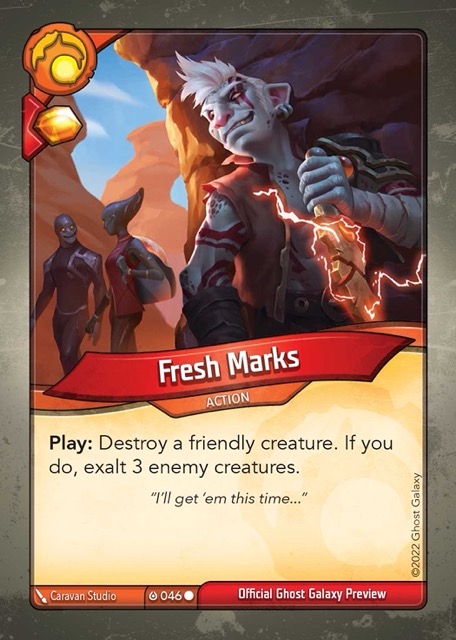 Fresh Marks
ACTION
Play: Destroy a friendly creature. If you
do, exalt 3 enemy creatures.
“I’ll get ’em this time...”
©2022 Ghost Galaxy
Caravan Studio
046
Official Ghost Galaxy Preview